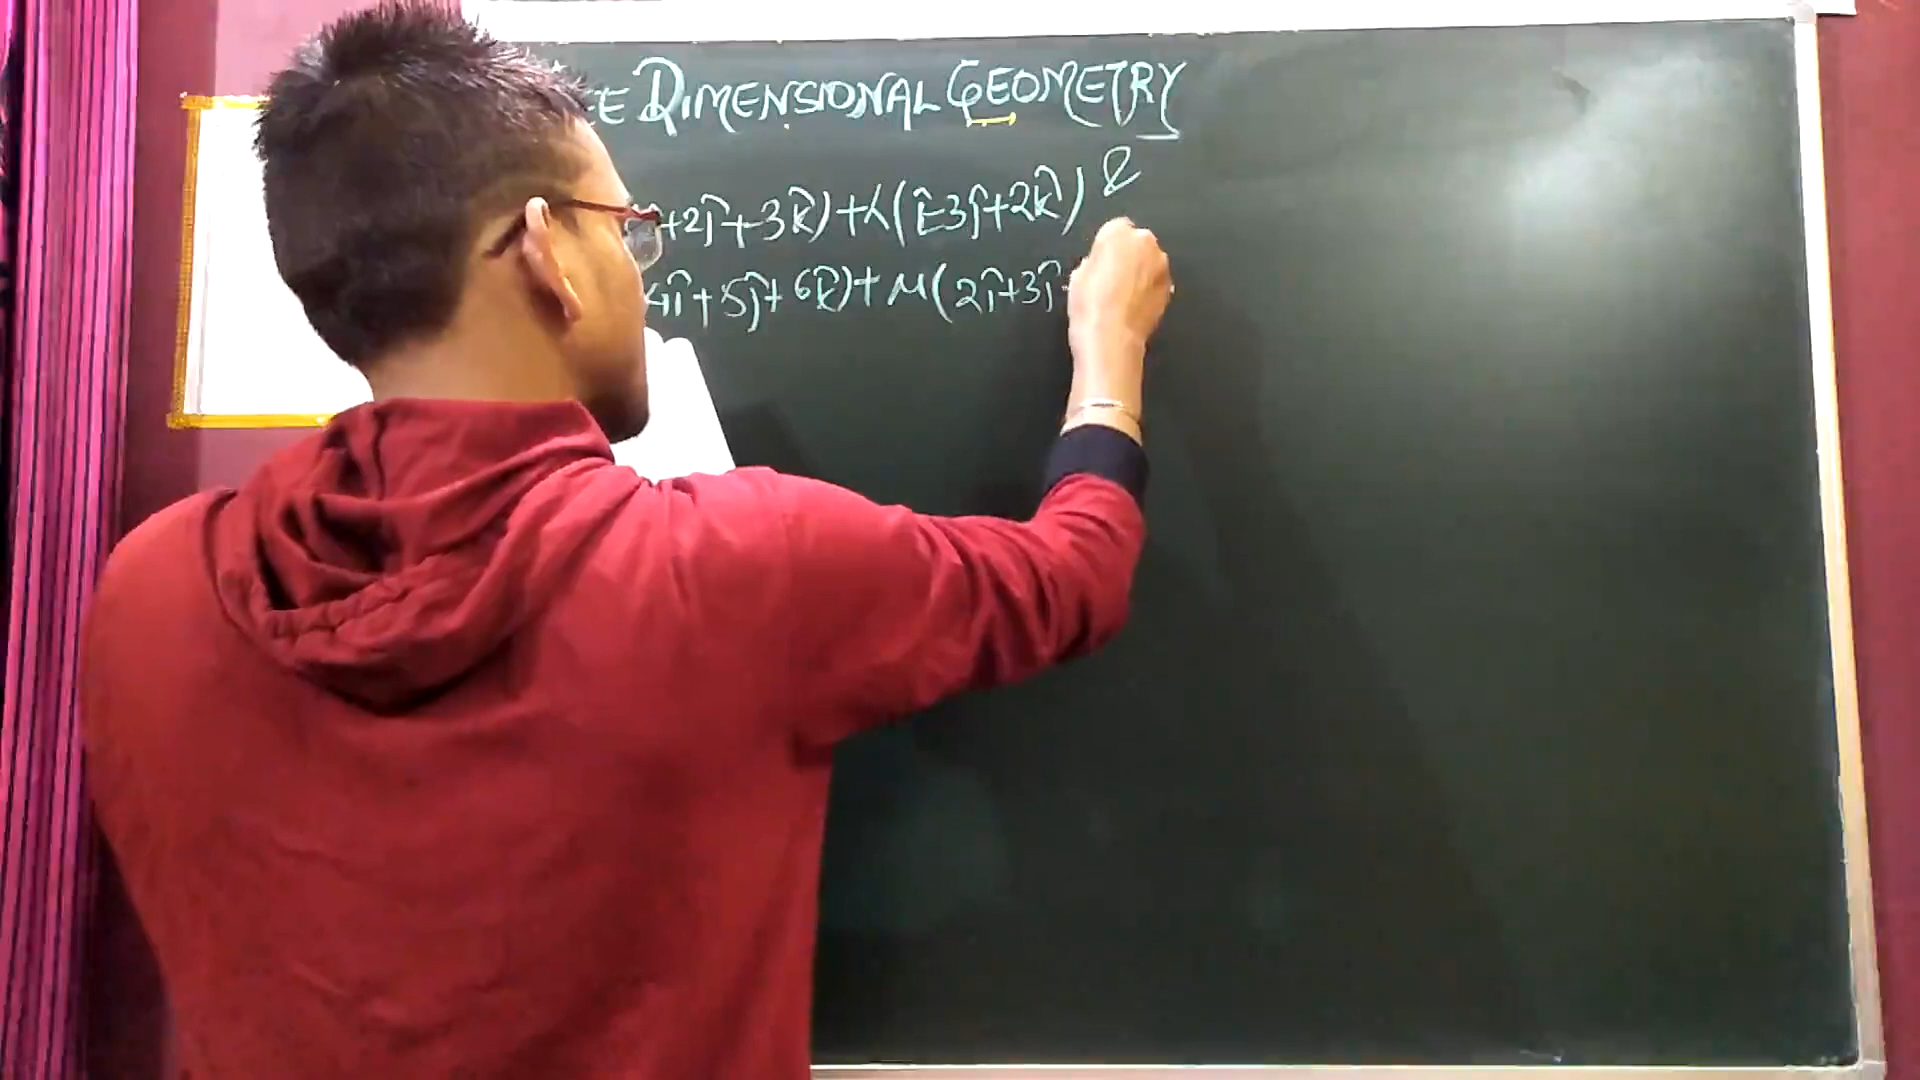 DIMENSIONAL GEOMETRY
+2ĵ+3k̂)+λ(î-3ĵ+2k̂) &
4î+5ĵ+6k̂)+μ(2î+3ĵ